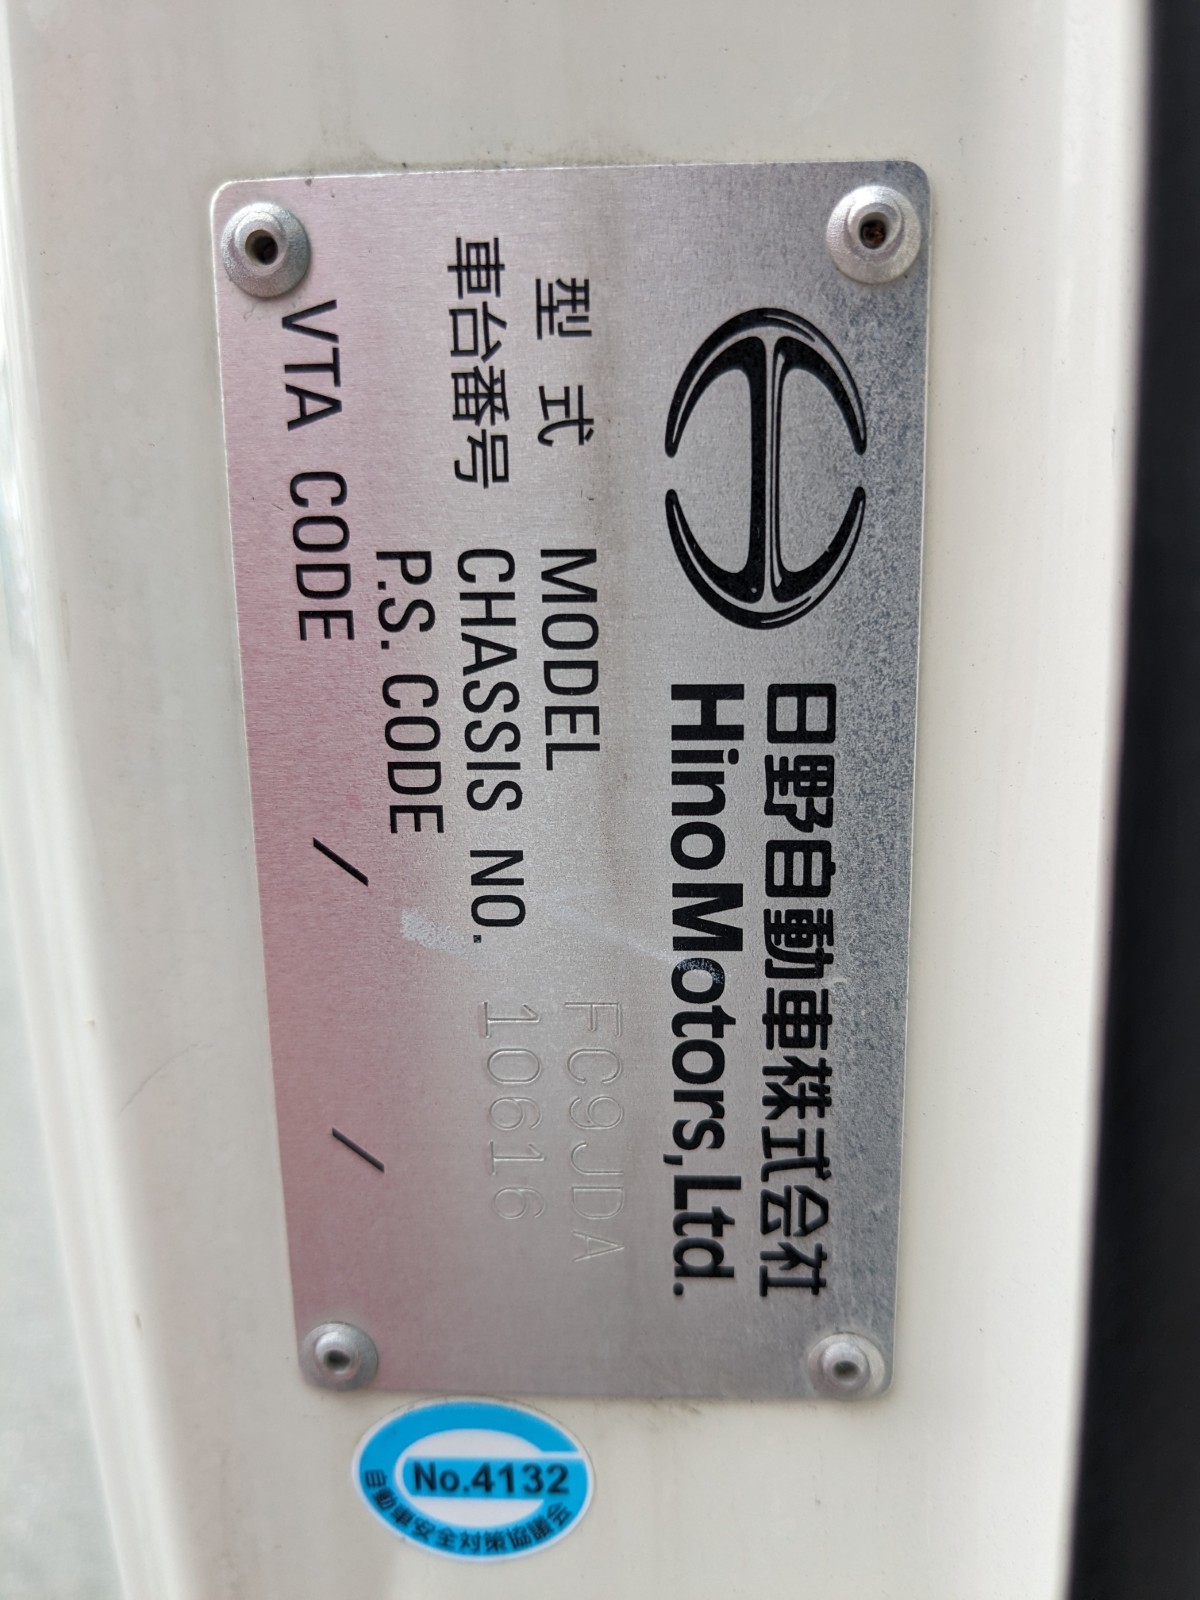 日野自動車株式会社
Hino Motors, Ltd.
型式 MODEL FC9JDA
車台番号 CHASSIS NO. 10616
P.S. CODE
VTA CODE / /
No.4132
自動車安全対策協議会